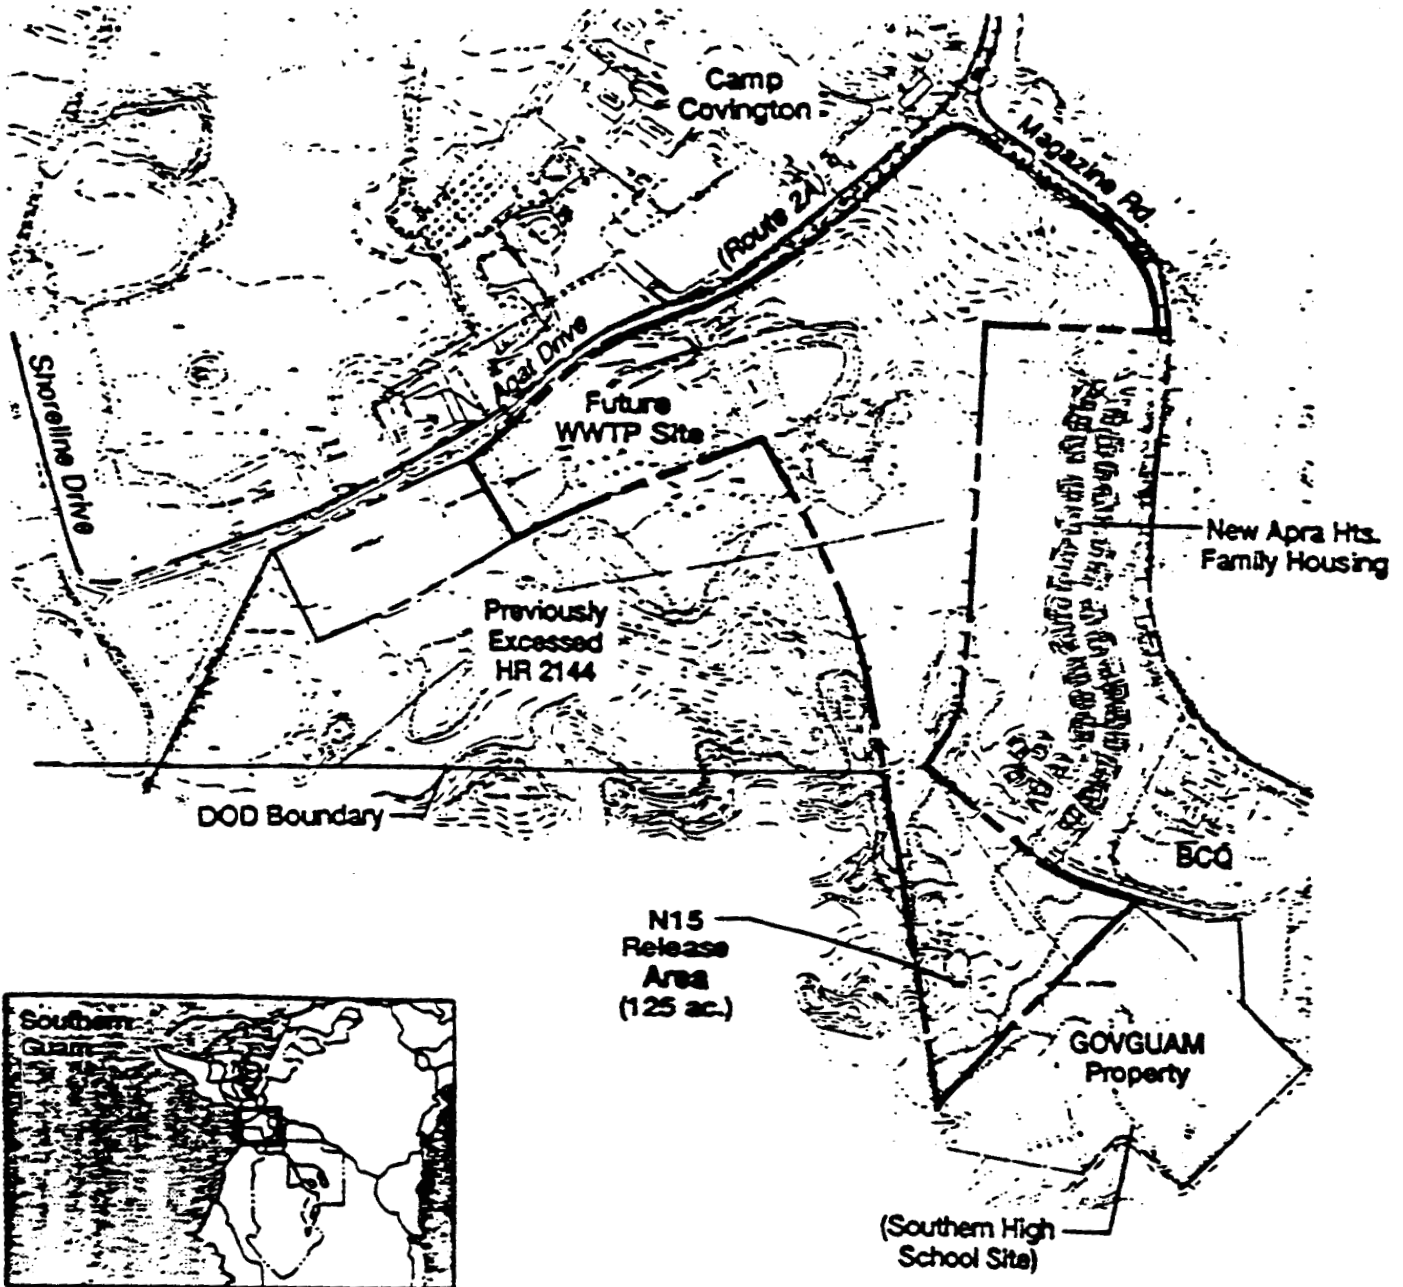 Camp
Covington
Magazine Rd
(Route 2A)
Agat Drive
Shoreline Drive
Future
WWTP Site
New Apra Hts.
Family Housing
Previously
Excessed
HR 2144
DOD Boundary
BCQ
N15
Release
Area
(125 ac.)
GOVGUAM
Property
Southern
Guam
(Southern High
School Site)